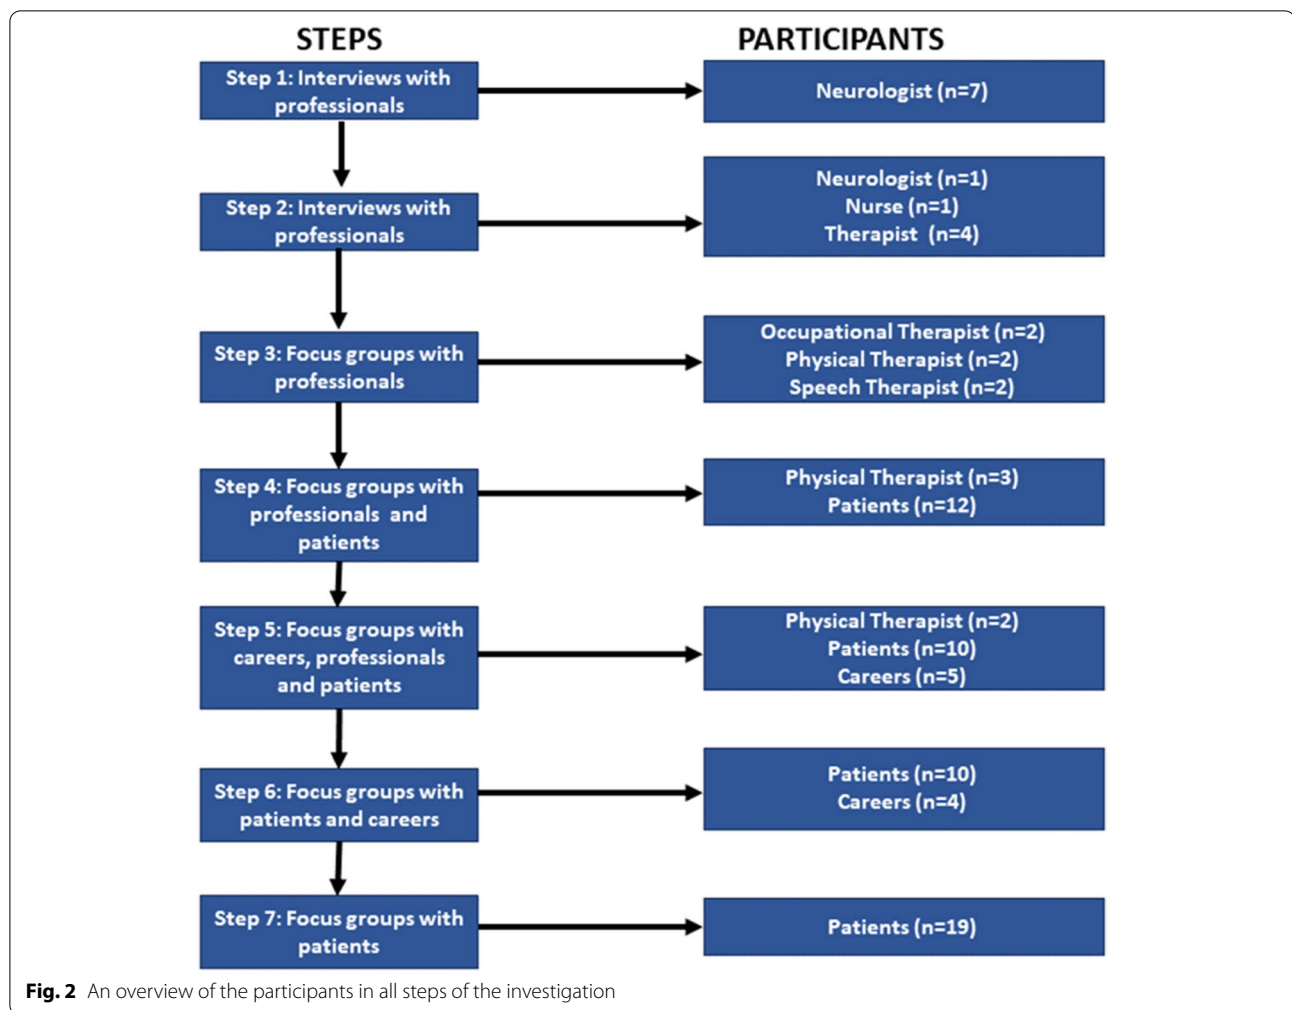 STEPS
PARTICIPANTS
Step 1: Interviews with
professionals
Neurologist (n=7)
Step 2: Interviews with
professionals
Neurologist (n=1)
Nurse (n=1)
Therapist (n=4)
Step 3: Focus groups with
professionals
Occupational Therapist (n=2)
Physical Therapist (n=2)
Speech Therapist (n=2)
Step 4: Focus groups with
professionals and
patients
Physical Therapist (n=3)
Patients (n=12)
Step 5: Focus groups with
careers, professionals
and patients
Physical Therapist (n=2)
Patients (n=10)
Careers (n=5)
Step 6: Focus groups with
patients and careers
Patients (n=10)
Careers (n=4)
Step 7: Focus groups with
patients
Patients (n=19)
Fig. 2 An overview of the participants in all steps of the investigation